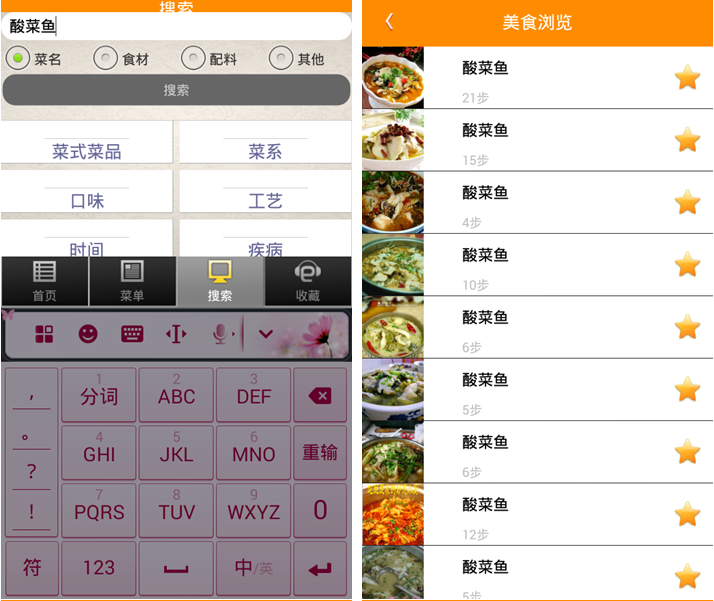 搜索
酸菜鱼
菜名 食材 配料 其他
搜索
菜式菜品 菜系
口味 工艺
时间 疾病
首页 菜单 搜索 收藏
， 1 分词 2 ABC 3 DEF
。 4 GHI 5 JKL 6 MNO 重输
？
！ 7 PQRS 8 TUV 9 WXYZ 0
符 123 中/英
美食浏览
酸菜鱼
21步
酸菜鱼
15步
酸菜鱼
4步
酸菜鱼
10步
酸菜鱼
6步
酸菜鱼
5步
酸菜鱼
6步
酸菜鱼
12步
酸菜鱼
5步